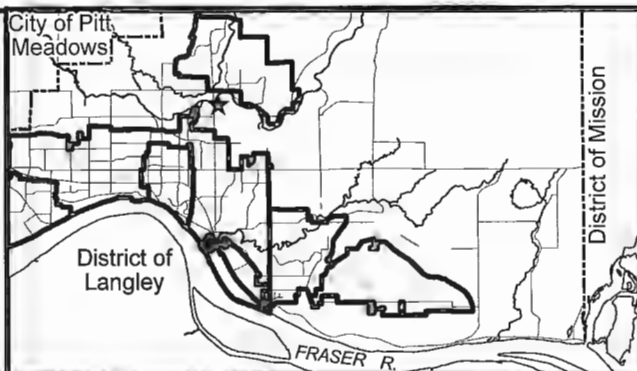 City of Pitt
Meadows
District of Mission
District of
Langley
FRASER R.